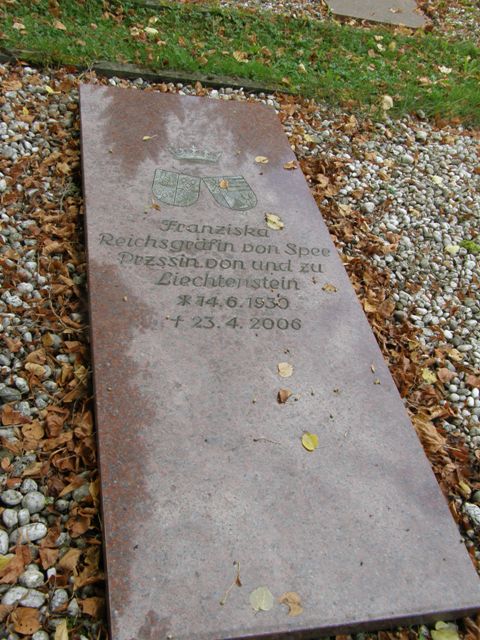 Franziska
Reichsgräfin von Spee
Przssin von und zu
Liechtenstein
* 14.6.1930
† 23.4.2006